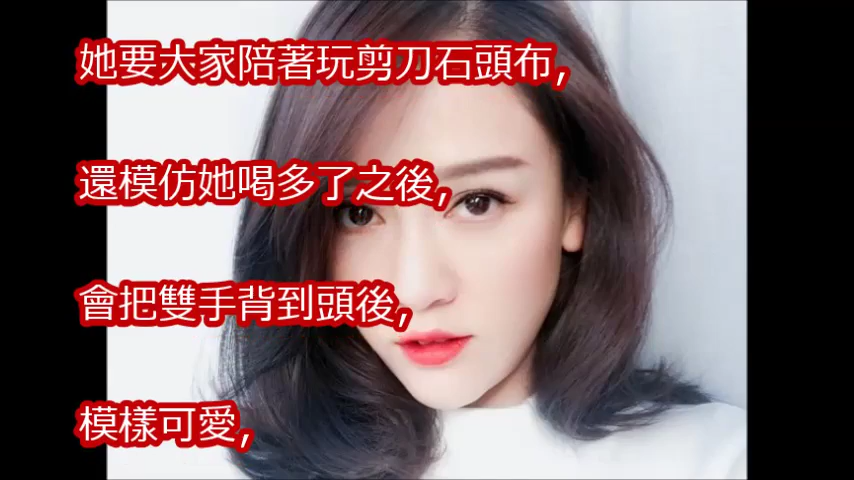 她要大家陪著玩剪刀石頭布，
還模仿她喝多了之後，
會把雙手背到頭後，
模樣可愛，